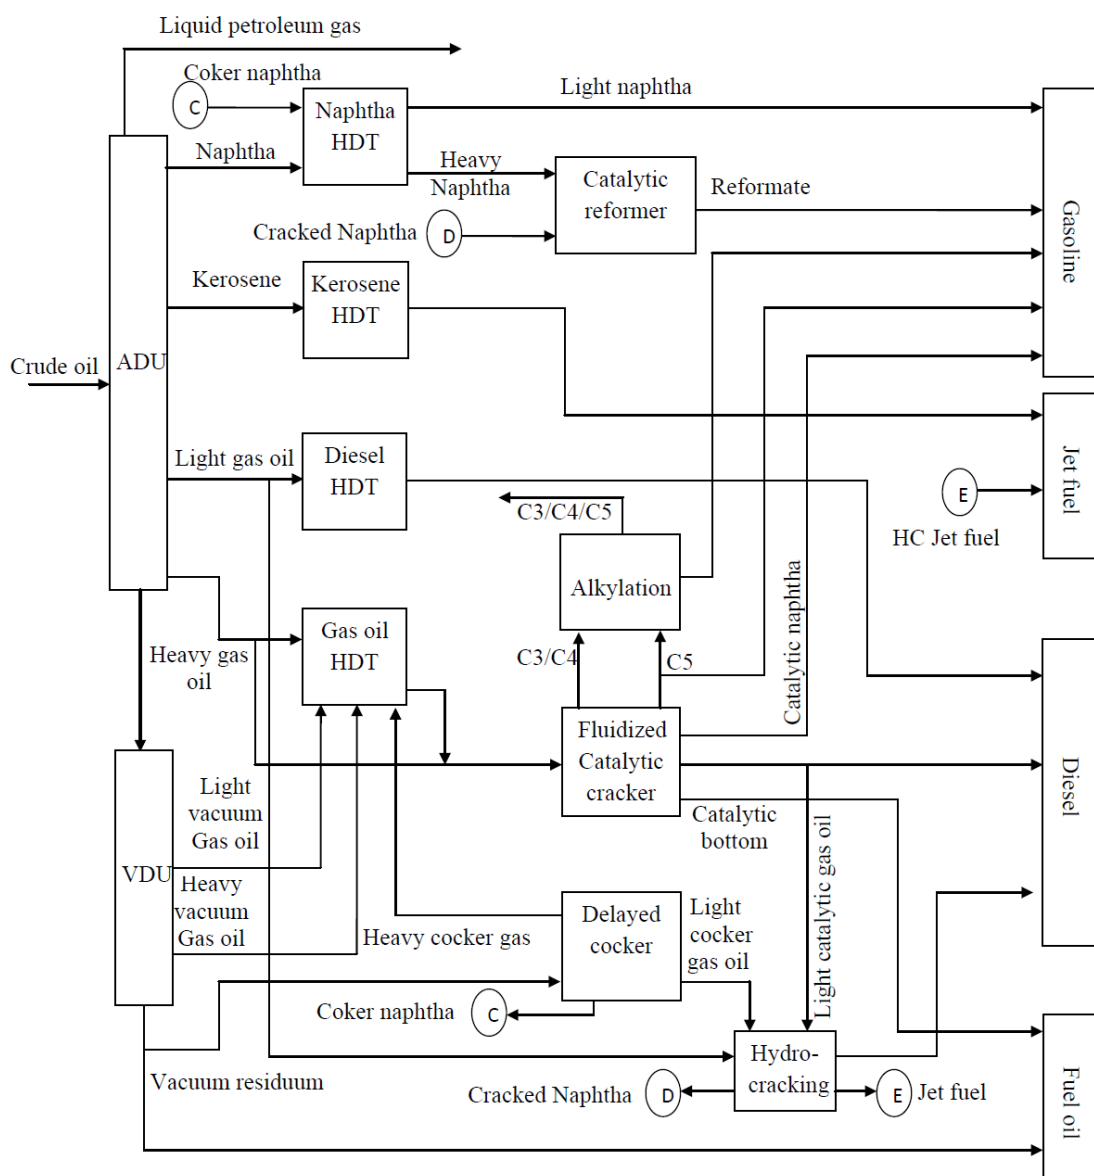 Liquid petroleum gas
Coker naphtha
C
Naphtha
HDT
Light naphtha
Naphtha
Heavy
Naphtha
Catalytic
reformer
Reformate
Cracked Naphtha
D
Gasoline
Kerosene
Kerosene
HDT
Crude oil
ADU
Light gas oil
Diesel
HDT
C3/C4/C5
E
HC Jet fuel
Jet fuel
Alkylation
Catalytic naphtha
Heavy gas
oil
Gas oil
HDT
C3/C4
C5
Fluidized
Catalytic
cracker
Diesel
Light
vacuum
Gas oil
Catalytic
bottom
Light catalytic gas oil
VDU
Heavy
vacuum
Gas oil
Heavy cocker gas
Delayed
cocker
Light
cocker
gas oil
Coker naphtha
C
Vacuum residuum
Hydro-
cracking
Cracked Naphtha
D
E
Jet fuel
Fuel oil